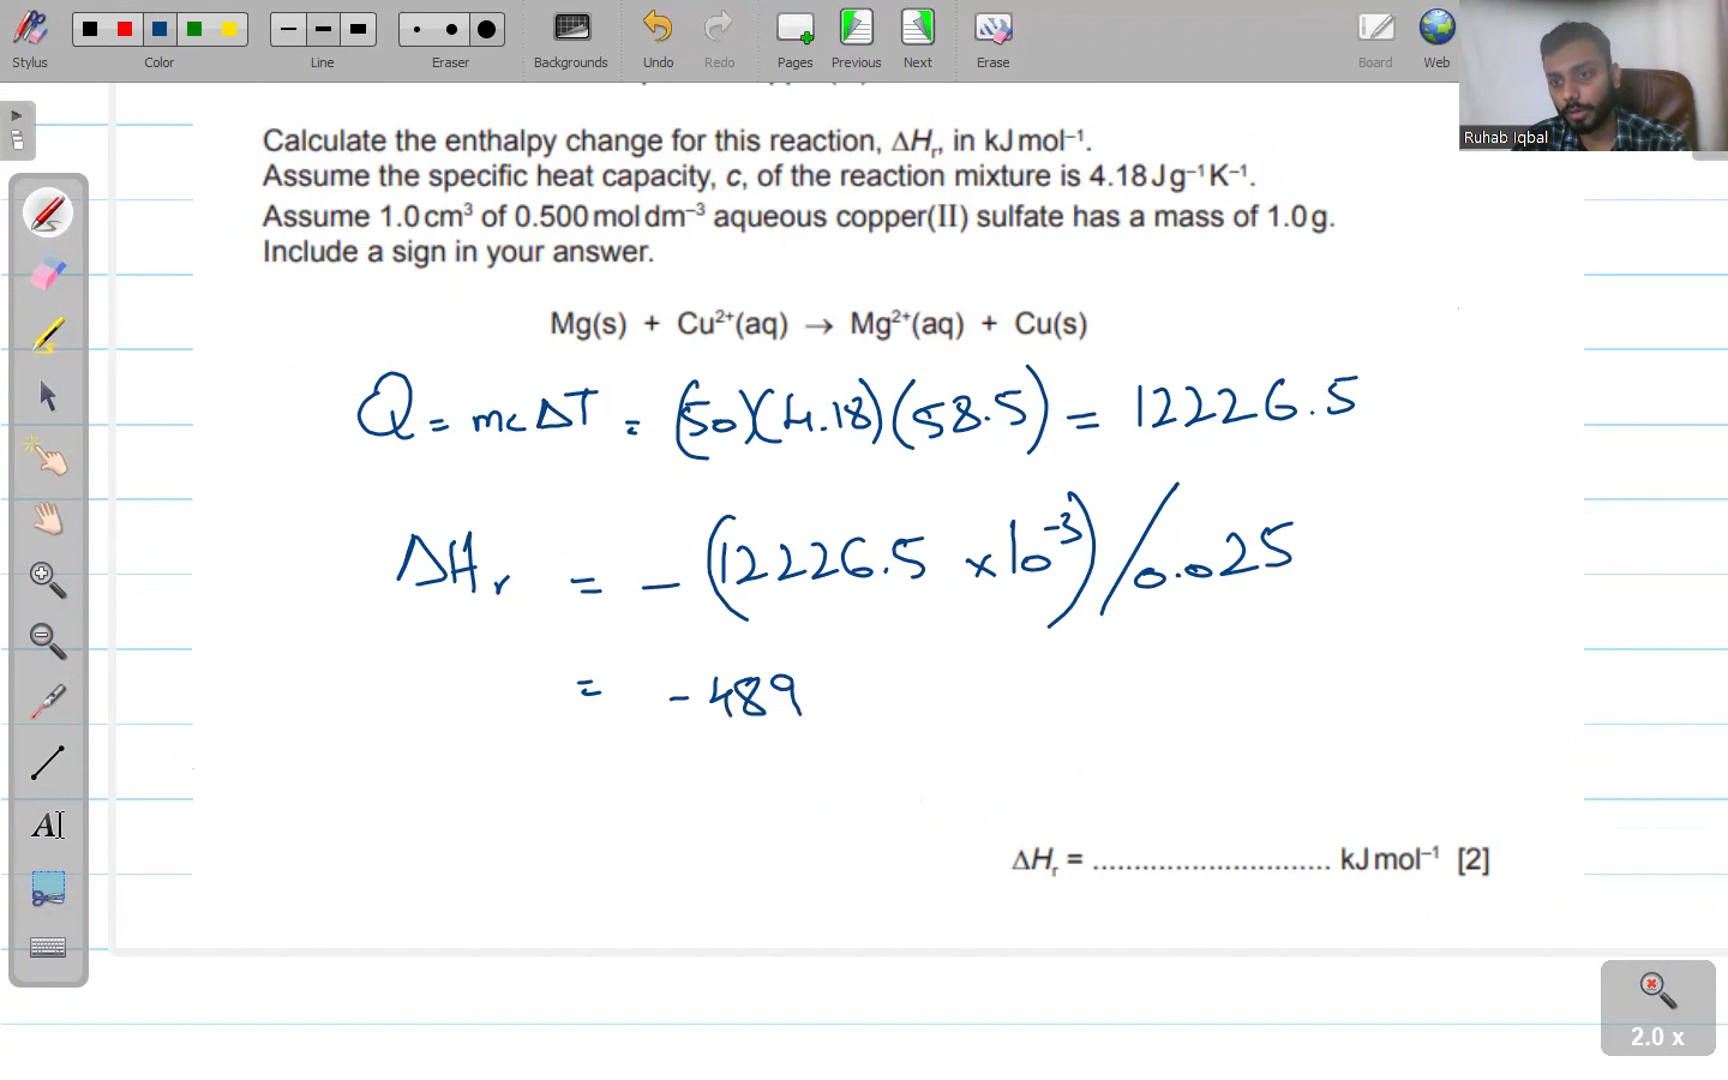 Stylus
Color
Line
Eraser
Backgrounds
Undo
Redo
Pages
Previous
Next
Erase
Board
Web
Ruhab Iqbal
Calculate the enthalpy change for this reaction, ΔHᵣ, in kJ mol⁻¹.
Assume the specific heat capacity, c, of the reaction mixture is 4.18 J g⁻¹ K⁻¹.
Assume 1.0 cm³ of 0.500 mol dm⁻³ aqueous copper(II) sulfate has a mass of 1.0 g.
Include a sign in your answer.
Mg(s) + Cu²⁺(aq) → Mg²⁺(aq) + Cu(s)
Q = mcΔT = (50)(4.18)(58.5) = 12226.5
ΔHᵣ = -(12226.5 × 10⁻³)/0.025
= -489
ΔHᵣ = ............................. kJ mol⁻¹ [2]
2.0 x